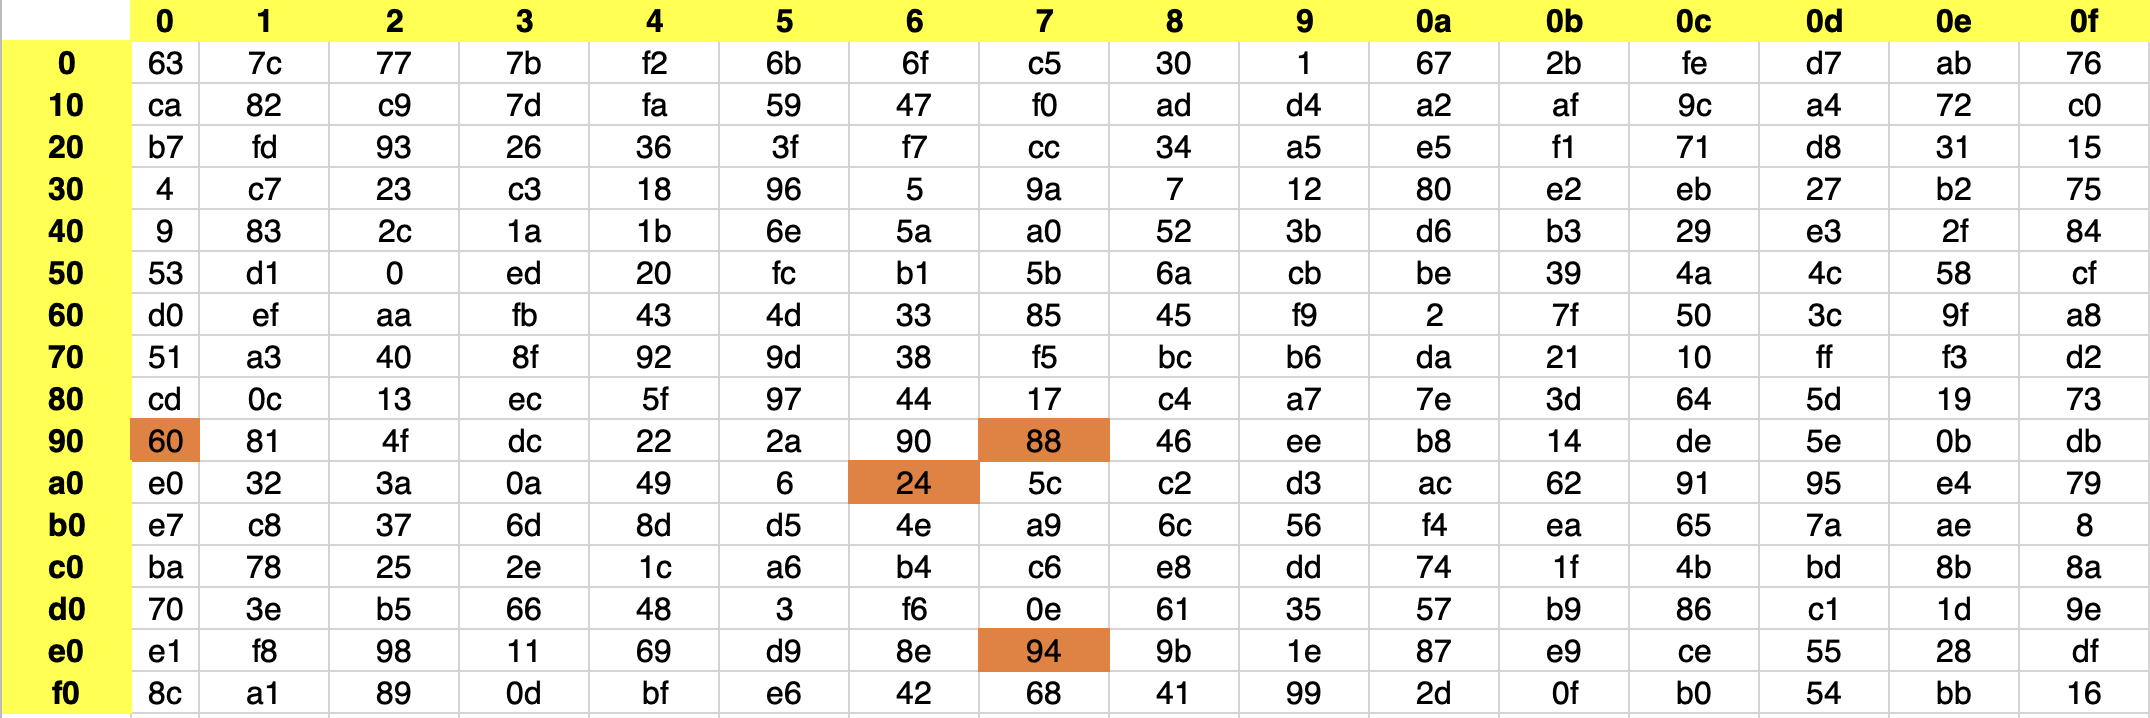 0 1 2 3 4 5 6 7 8 9 0a 0b 0c 0d 0e 0f
0 63 7c 77 7b f2 6b 6f c5 30 1 67 2b fe d7 ab 76
10 ca 82 c9 7d fa 59 47 f0 ad d4 a2 af 9c a4 72 c0
20 b7 fd 93 26 36 3f f7 cc 34 a5 e5 f1 71 d8 31 15
30 4 c7 23 c3 18 96 5 9a 7 12 80 e2 eb 27 b2 75
40 9 83 2c 1a 1b 6e 5a a0 52 3b d6 b3 29 e3 2f 84
50 53 d1 0 ed 20 fc b1 5b 6a cb be 39 4a 4c 58 cf
60 d0 ef aa fb 43 4d 33 85 45 f9 2 7f 50 3c 9f a8
70 51 a3 40 8f 92 9d 38 f5 bc b6 da 21 10 ff f3 d2
80 cd 0c 13 ec 5f 97 44 17 c4 a7 7e 3d 64 5d 19 73
90 60 81 4f dc 22 2a 90 88 46 ee b8 14 de 5e 0b db
a0 e0 32 3a 0a 49 6 24 5c c2 d3 ac 62 91 95 e4 79
b0 e7 c8 37 6d 8d d5 4e a9 6c 56 f4 ea 65 7a ae 8
c0 ba 78 25 2e 1c a6 b4 c6 e8 dd 74 1f 4b bd 8b 8a
d0 70 3e b5 66 48 3 f6 0e 61 35 57 b9 86 c1 1d 9e
e0 e1 f8 98 11 69 d9 8e 94 9b 1e 87 e9 ce 55 28 df
f0 8c a1 89 0d bf e6 42 68 41 99 2d 0f b0 54 bb 16